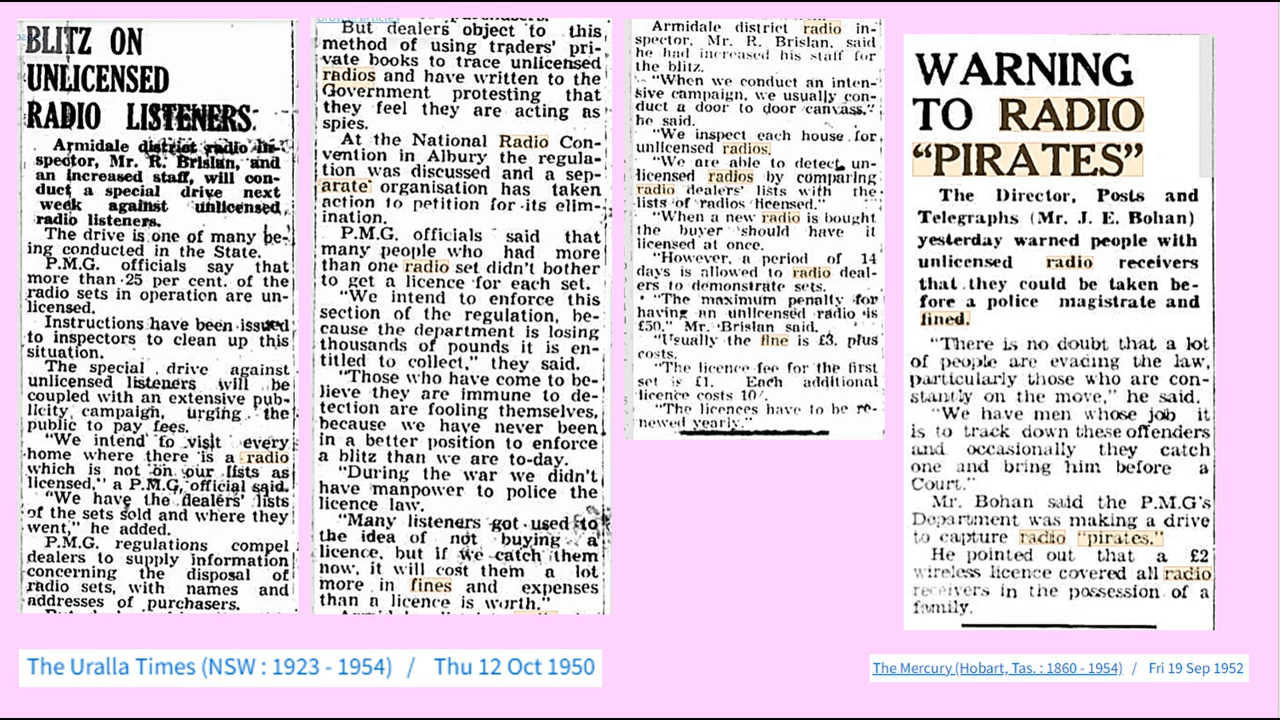 BLITZ ON
UNLICENSED
RADIO LISTENERS
Armidale district radio in-
spector, Mr. R. Brislan, and
an increased staff, will con-
duct a special drive next
week against unlicensed
radio listeners.
The drive is one of many be-
ing conducted in the State.
P.M.G. officials say that
more than 25 per cent. of the
radio sets in operation are un-
licensed.
Instructions have been issued
to inspectors to clean up this
situation.
The special drive against
unlicensed listeners will be
coupled with an extensive pub-
licity campaign, urging the
public to pay fees.
"We intend to visit every
home where there is a radio
which is not on our lists as
licensed," a P.M.G. official said.
"We have the dealers' lists
of the sets sold and where they
went," he added.
P.M.G. regulations compel
dealers to supply information
concerning the disposal of
radio sets, with names and
addresses of purchasers.
But dealers object to this
method of using traders' pri-
vate books to trace unlicensed
radios and have written to the
Government protesting that
they feel they are acting as
spies.
At the National Radio Con-
vention in Albury the regula-
tion was discussed and a sep-
arate organisation has taken
action to petition for its elim-
ination.
P.M.G. officials said that
many people who had more
than one radio set didn't bother
to get a licence for each set.
"We intend to enforce this
section of the regulation, be-
cause the department is losing
thousands of pounds it is en-
titled to collect," they said.
"Those who have come to be-
lieve they are immune to de-
tection are fooling themselves,
because we have never been
in a better position to enforce
a blitz than we are to-day.
"During the war we didn't
have manpower to police the
licence law.
"Many listeners got used to
the idea of not buying a
licence, but if we catch them
now, it will cost them a lot
more in fines and expenses
than a licence is worth."
Armidale district radio in-
spector, Mr. R. Brislan, said
he had increased his staff for
the blitz.
"When we conduct an inten-
sive campaign, we usually con-
duct a door to door canvass,"
he said.
"We inspect each house for
unlicensed radios.
"We are able to detect un-
licensed radios by comparing
radio dealers' lists with the
lists of radios licensed."
"When a new radio is bought
the buyer should have it
licensed at once.
"However, a period of 14
days is allowed to radio deal-
ers to demonstrate sets.
"The maximum penalty for
having an unlicensed radio is
£50," Mr. Brislan said.
"Usually the fine is £3, plus
costs.
"The licence fee for the first
set is £1. Each additional
licence costs 10/.
"The licences have to be re-
newed yearly."
The Uralla Times (NSW : 1923 - 1954) / Thu 12 Oct 1950
WARNING
TO RADIO
"PIRATES"
The Director, Posts and
Telegraphs (Mr. J. E. Bohan)
yesterday warned people with
unlicensed radio receivers
that they could be taken be-
fore a police magistrate and
fined.
"There is no doubt that a lot
of people are evading the law,
particularly those who are con-
stantly on the move," he said.
"We have men whose job it
is to track down these offenders
and occasionally they catch
one and bring him before a
Court."
Mr. Bohan said the P.M.G's
Department was making a drive
to capture radio "pirates."
He pointed out that a £2
wireless licence covered all radio
receivers in the possession of a
family.
The Mercury (Hobart, Tas. : 1860 - 1954) / Fri 19 Sep 1952